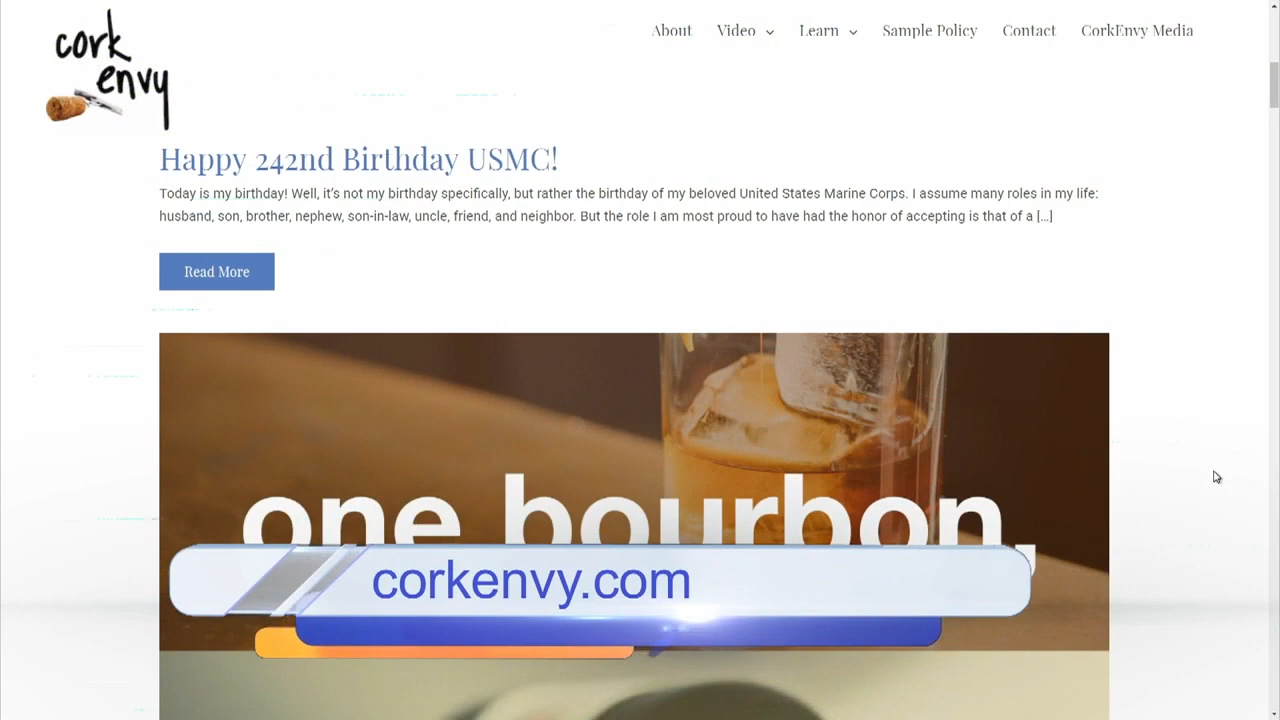 cork
envy
About Video Learn Sample Policy Contact CorkEnvy Media
Happy 242nd Birthday USMC!
Today is my birthday! Well, it's not my birthday specifically, but rather the birthday of my beloved United States Marine Corps. I assume many roles in my life:
husband, son, brother, nephew, son-in-law, uncle, friend, and neighbor. But the role I am most proud to have had the honor of accepting is that of a [...]
Read More
one bourbon,
corkenvy.com